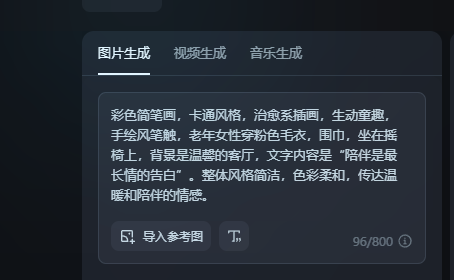 图片生成 视频生成 音乐生成
彩色简笔画，卡通风格，治愈系插画，生动童趣，
手绘风笔触，老年女性穿粉色毛衣，围巾，坐在摇
椅上，背景是温馨的客厅，文字内容是“陪伴是最
长情的告白”。整体风格简洁，色彩柔和，传达温
暖和陪伴的情感。
导入参考图 T
96/800